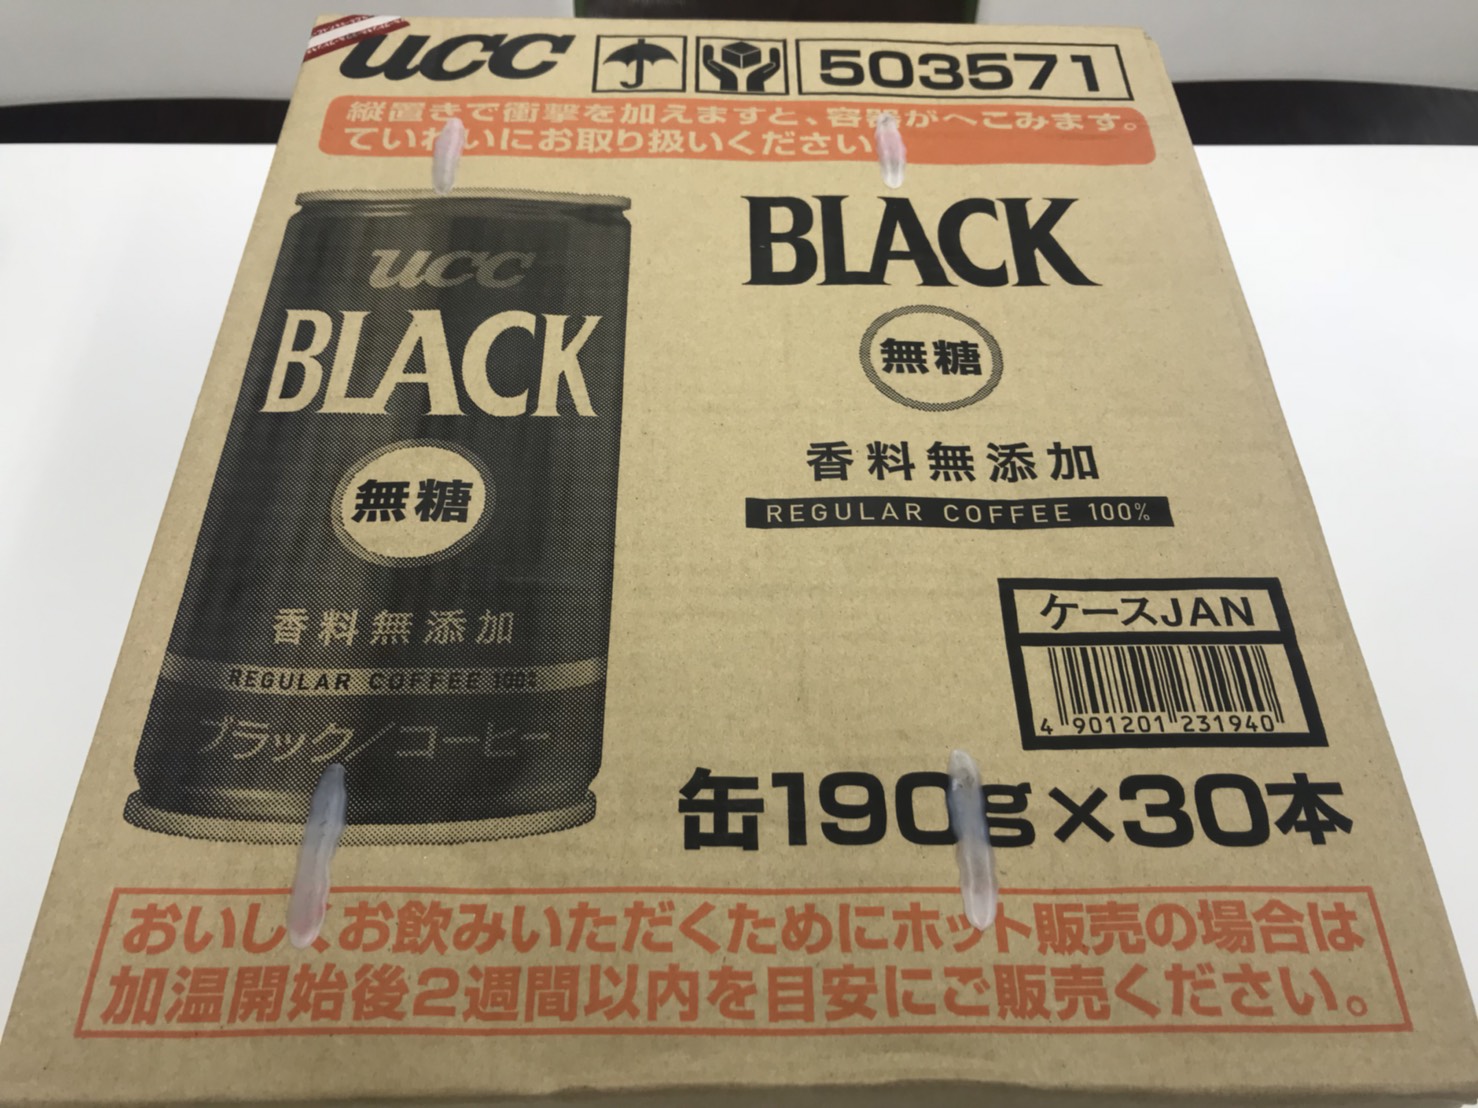 ucc
503571
縦置きで衝撃を加えますと、容器がへこみます。
ていねいにお取り扱いください
ucc
BLACK
無糖
香料無添加
REGULAR COFFEE 100%
ブラック/コーヒー
BLACK
無糖
香料無添加
REGULAR COFFEE 100%
ケースJAN
4 901201 231940
缶190g×30本
おいしくお飲みいただくためにホット販売の場合は
加温開始後2週間以内を目安にご販売ください。